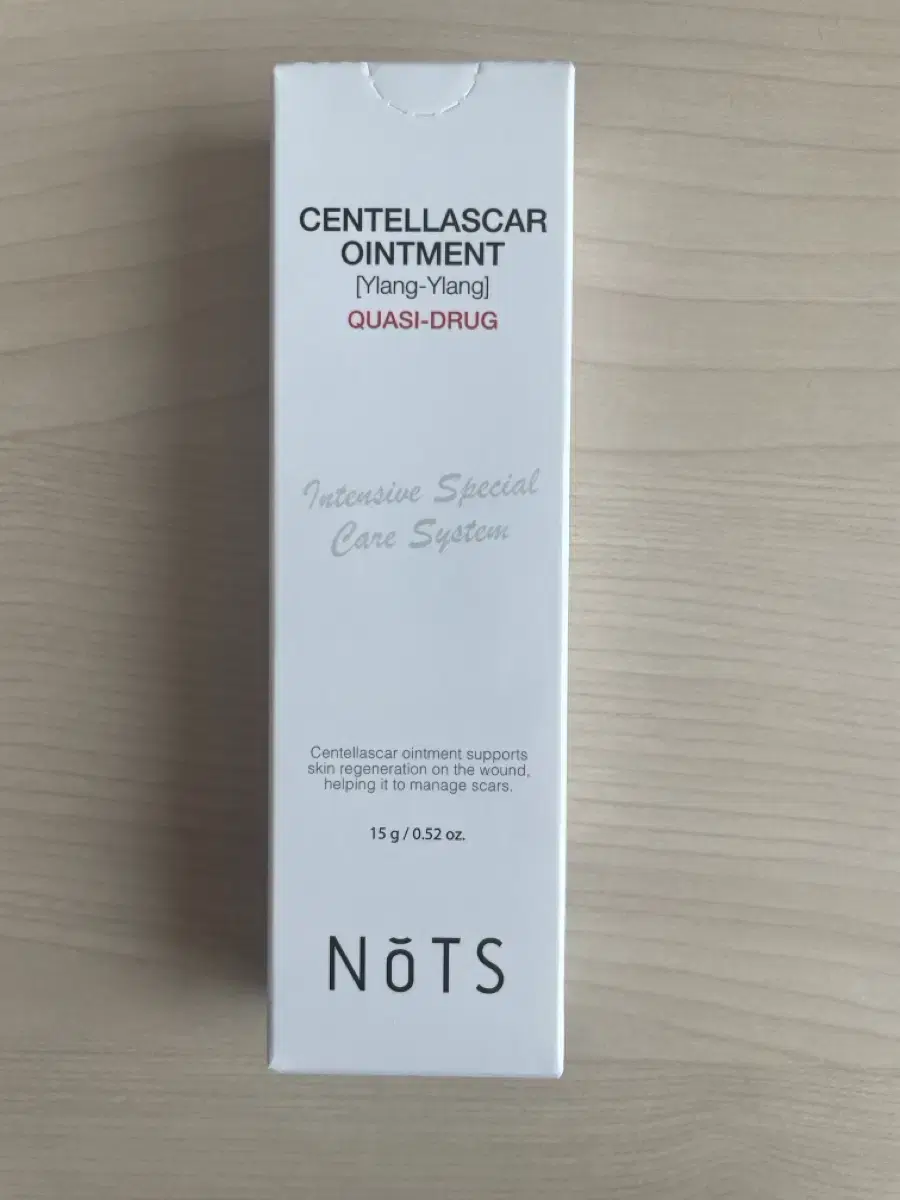 CENTELLASCAR
OINTMENT
[Ylang-Ylang]
QUASI-DRUG
Intensive Special
Care System
Centellascar ointment supports
skin regeneration on the wound,
helping it to manage scars.
15 g / 0.52 oz.
NŏTS